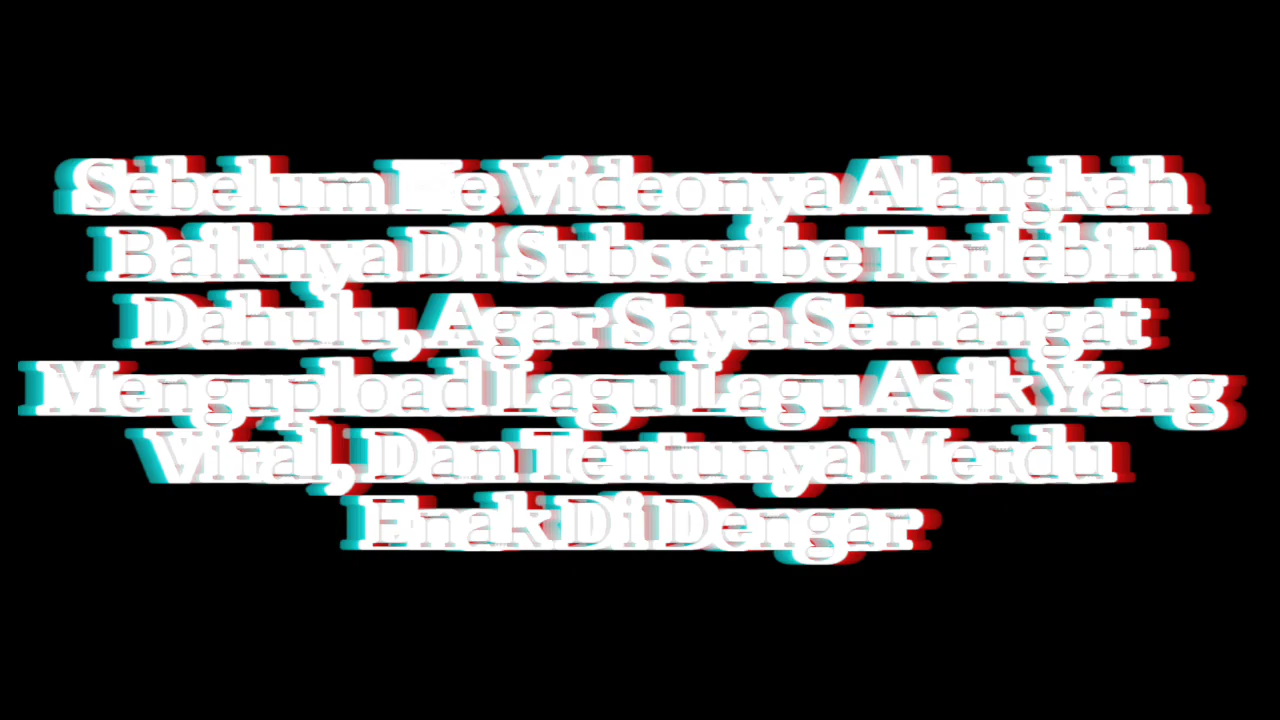 Sebelum Ke Videonya Alangkah
Baiknya Di Subscribe Terlebih
Dahulu, Agar Saya Semangat
Mengupload Lagu Lagu Asik Yang
Viral, Dan Tentunya Merdu
Enak Di Dengar